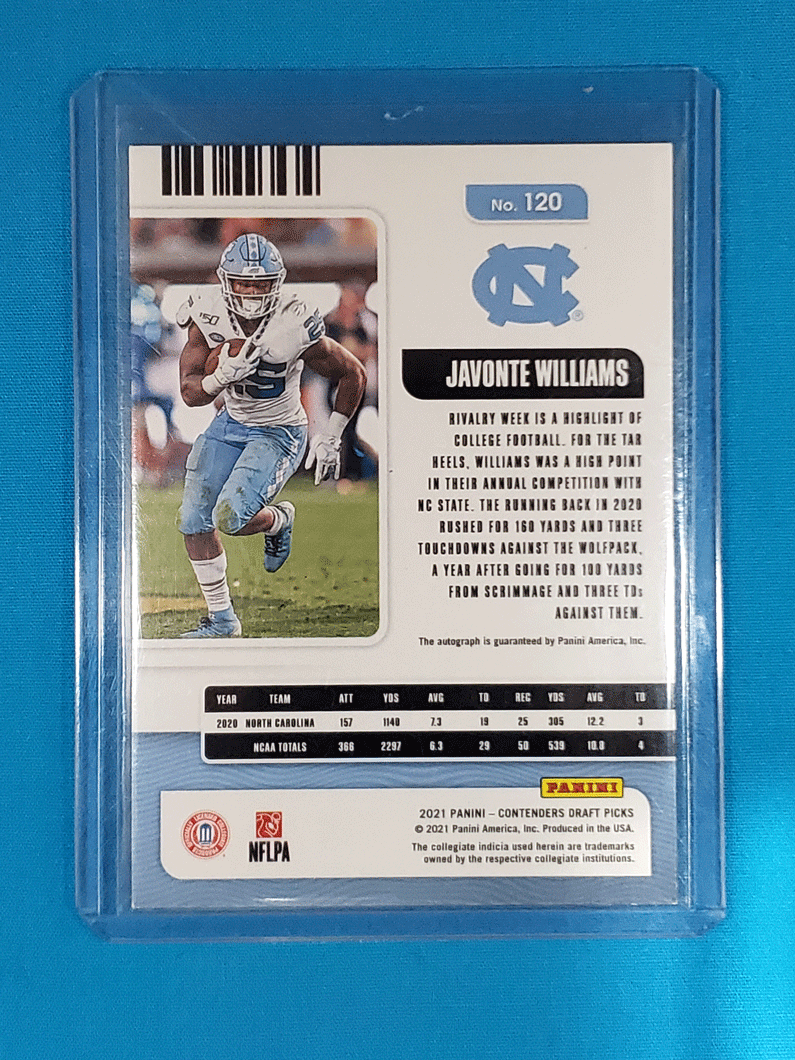 No. 120
NC
JAVONTE WILLIAMS
RIVALRY WEEK IS A HIGHLIGHT OF
COLLEGE FOOTBALL. FOR THE TAR
HEELS, WILLIAMS WAS A HIGH POINT
IN THEIR ANNUAL COMPETITION WITH
NC STATE. THE RUNNING BACK IN 2020
RUSHED FOR 160 YARDS AND THREE
TOUCHDOWNS AGAINST THE WOLFPACK,
A YEAR AFTER GOING FOR 100 YARDS
FROM SCRIMMAGE AND THREE TDs
AGAINST THEM.
The autograph is guaranteed by Panini America, Inc.
150
25
YEAR TEAM ATT YDS AVG TD REC YDS AVG TD
2020 NORTH CAROLINA 157 1140 7.3 19 25 305 12.2 3
NCAA TOTALS 366 2297 6.3 29 50 539 10.8 4
PANINI
2021 PANINI – CONTENDERS DRAFT PICKS
© 2021 Panini America, Inc. Produced in the USA.
The collegiate indicia used herein are trademarks
owned by the respective collegiate institutions.
NFLPA